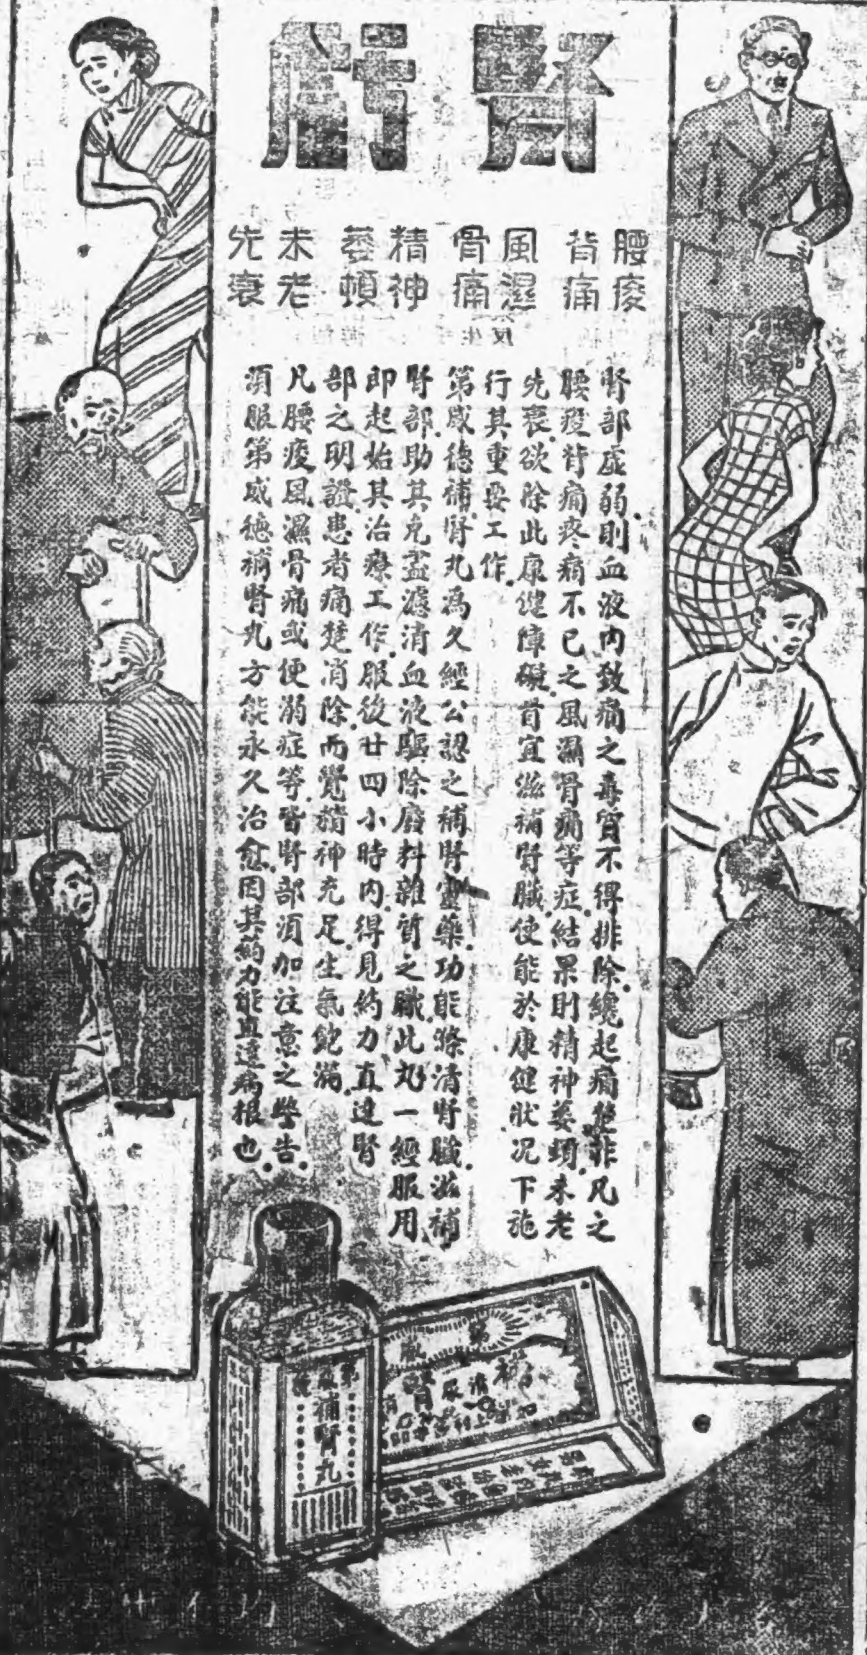 腎虧
腰痠
背痛
風濕
骨痛
精神
萎頓
未老
先衰
腎部虛弱則血液內致痛之毒質不得排除纔起痛楚非凡之
腰痠背痛疼痛不已之風濕骨痛等症結果則精神萎頓未老
先衰欲除此康健障礙首宜滋補腎臟使能於康健狀况下施
行其重要工作
第威德補腎丸為久經公認之補腎靈藥功能滌清腎臟滋補
腎部助其充盡濾清血液驅除廢料雜質之職此丸一經服用
即起始其治療工作服後廿四小時內得見藥力直達腎
部之明證患者痛楚消除而覺精神充足生氣飽滿
凡腰痠風濕骨痛或便溺症等皆腎部須加注意之警告
須服第威德補腎丸方能永久治愈因其葯力能直達病根也
第威德
補腎丸